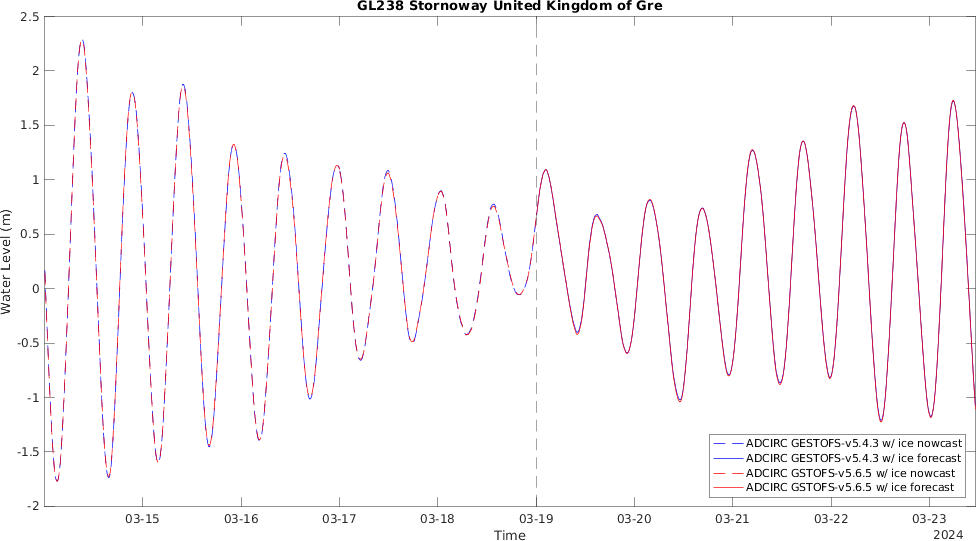 GL238 Stornoway United Kingdom of Gre
2.5
2
1.5
1
0.5
0
-0.5
-1
-1.5
-2
Water Level (m)
ADCIRC GESTOFS-v5.4.3 w/ ice nowcast
ADCIRC GESTOFS-v5.4.3 w/ ice forecast
ADCIRC GSTOFS-v5.6.5 w/ ice nowcast
ADCIRC GSTOFS-v5.6.5 w/ ice forecast
03-15 03-16 03-17 03-18 03-19 03-20 03-21 03-22 03-23
Time
2024